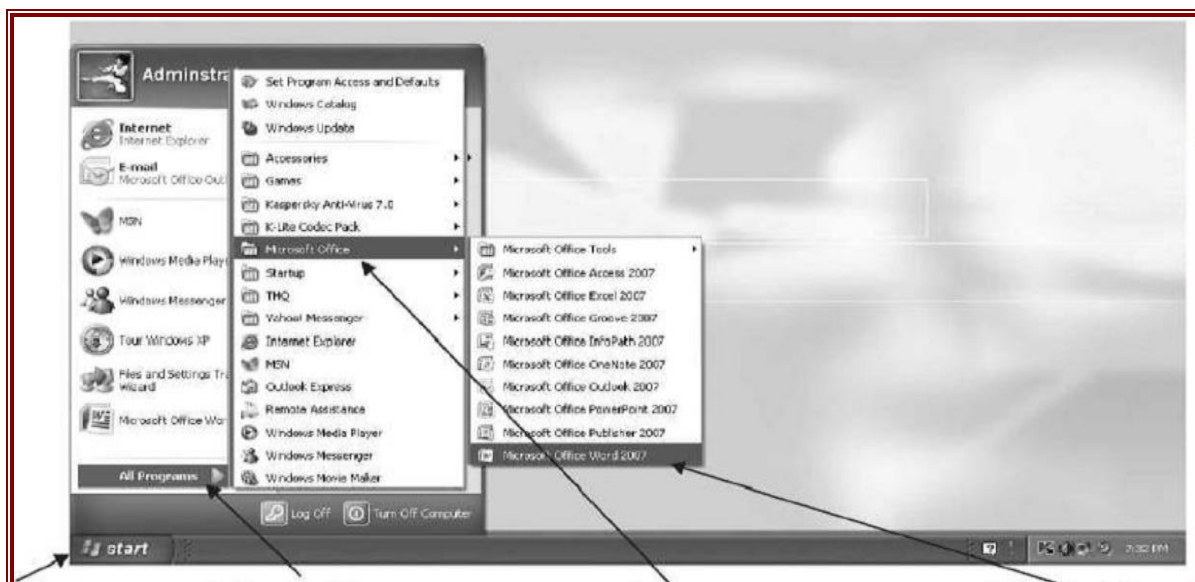 Adminstra
Internet
Internet Explorer
E-mail
Microsoft Office Out
MSN
Windows Media Playe
Windows Messenger
Tour Windows XP
Files and Settings Tra
Wizard
Microsoft Office Wor
All Programs
Set Program Access and Defaults
Windows Catalog
Windows Update
Accessories
Games
Kaspersky Anti-Virus 7.0
K-Lite Codec Pack
Microsoft Office
Startup
THQ
Yahoo! Messenger
Internet Explorer
MSN
Outlook Express
Remote Assistance
Windows Media Player
Windows Messenger
Windows Movie Maker
Microsoft Office Tools
Microsoft Office Access 2007
Microsoft Office Excel 2007
Microsoft Office Groove 2007
Microsoft Office InfoPath 2007
Microsoft Office OneNote 2007
Microsoft Office Outlook 2007
Microsoft Office PowerPoint 2007
Microsoft Office Publisher 2007
Microsoft Office Word 2007
Log Off
Turn Off Computer
start